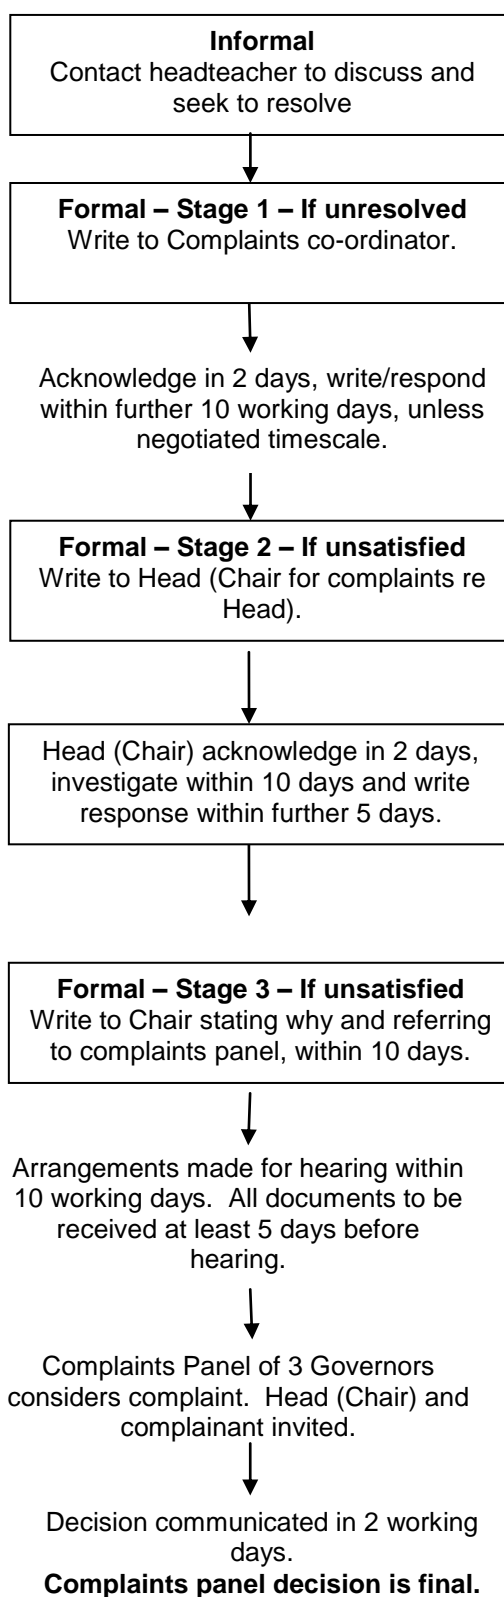 Informal
Contact headteacher to discuss and
seek to resolve
Formal – Stage 1 – If unresolved
Write to Complaints co-ordinator.
Acknowledge in 2 days, write/respond
within further 10 working days, unless
negotiated timescale.
Formal – Stage 2 – If unsatisfied
Write to Head (Chair for complaints re
Head).
Head (Chair) acknowledge in 2 days,
investigate within 10 days and write
response within further 5 days.
Formal – Stage 3 – If unsatisfied
Write to Chair stating why and referring
to complaints panel, within 10 days.
Arrangements made for hearing within
10 working days.  All documents to be
received at least 5 days before
hearing.
Complaints Panel of 3 Governors
considers complaint.  Head (Chair) and
complainant invited.
Decision communicated in 2 working
days.
Complaints panel decision is final.